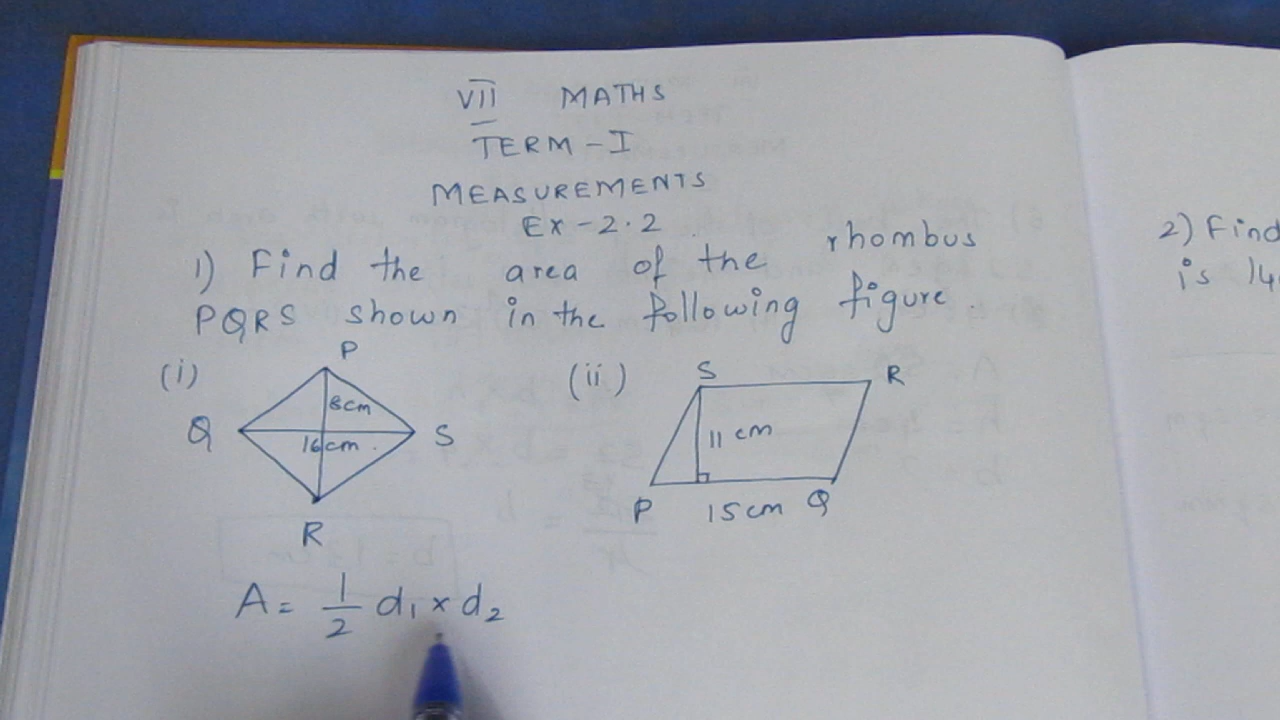 VII MATHS
TERM - I
MEASUREMENTS
EX - 2.2
1) Find the area of the rhombus
PQRS shown in the following figure.
(i)
P
Q
8cm
16cm.
S
R
(ii)
S
R
11 cm
P
15cm
Q
A = 1/2 d1 x d2
2) Find
is 14